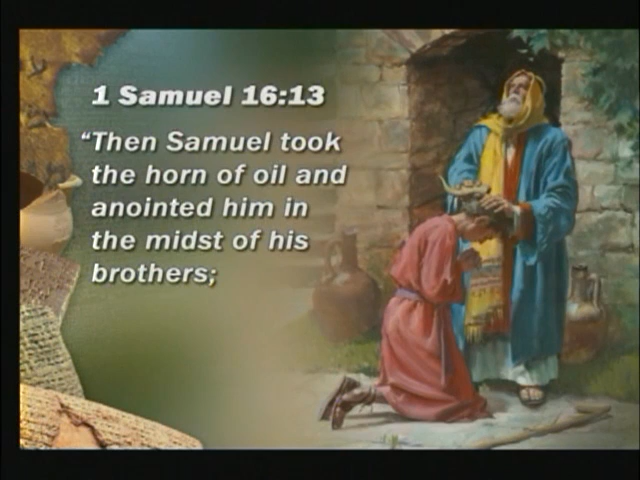 1 Samuel 16:13
“Then Samuel took
the horn of oil and
anointed him in
the midst of his
brothers;